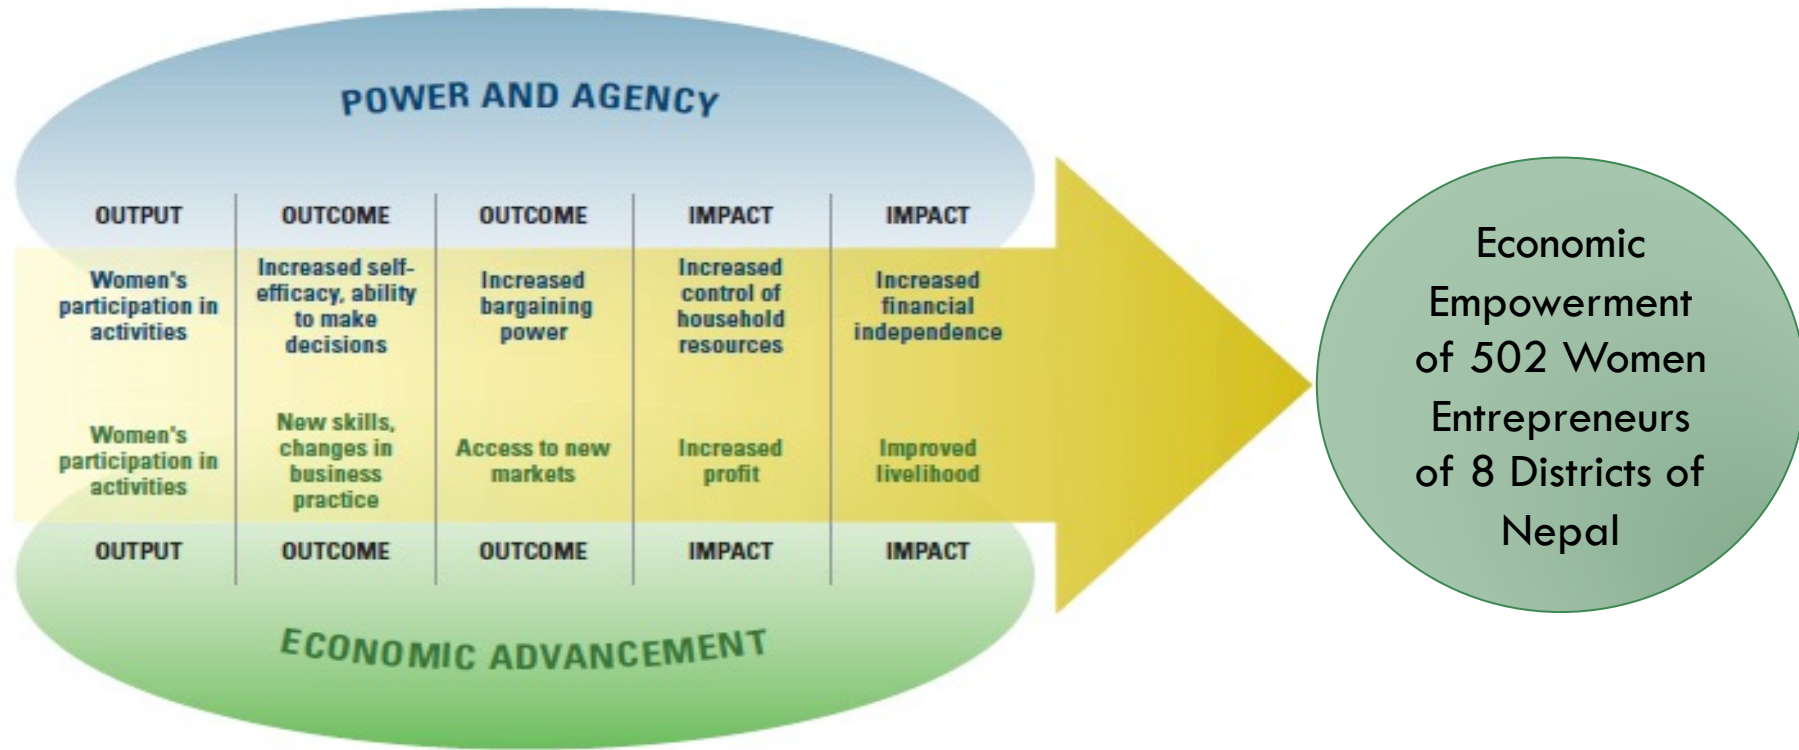 POWER AND AGENCY
OUTPUT OUTCOME OUTCOME IMPACT IMPACT
Women's
participation in
activities
Increased self-
efficacy, ability
to make
decisions
Increased
bargaining
power
Increased
control of
household
resources
Increased
financial
independence
Women's
participation in
activities
New skills,
changes in
business
practice
Access to new
markets
Increased
profit
Improved
livelihood
OUTPUT OUTCOME OUTCOME IMPACT IMPACT
ECONOMIC ADVANCEMENT
Economic
Empowerment
of 502 Women
Entrepreneurs
of 8 Districts of
Nepal